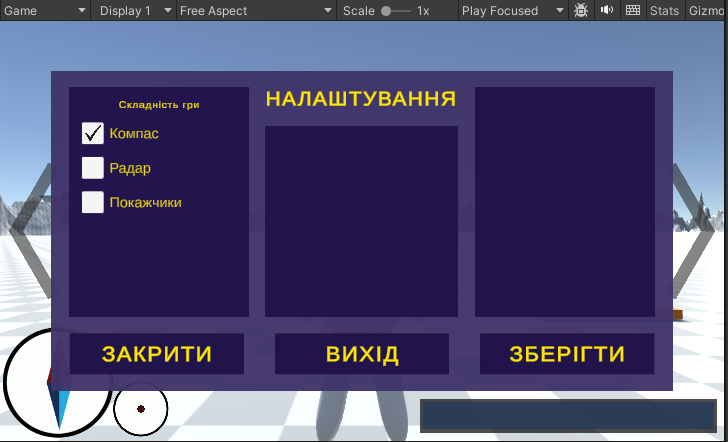 Game Display 1 Free Aspect Scale 1x Play Focused Stats Gizmo
НАЛАШТУВАННЯ
Складність гри
Компас
Радар
Покажчики
ЗАКРИТИ ВИХІД ЗБЕРІГТИ